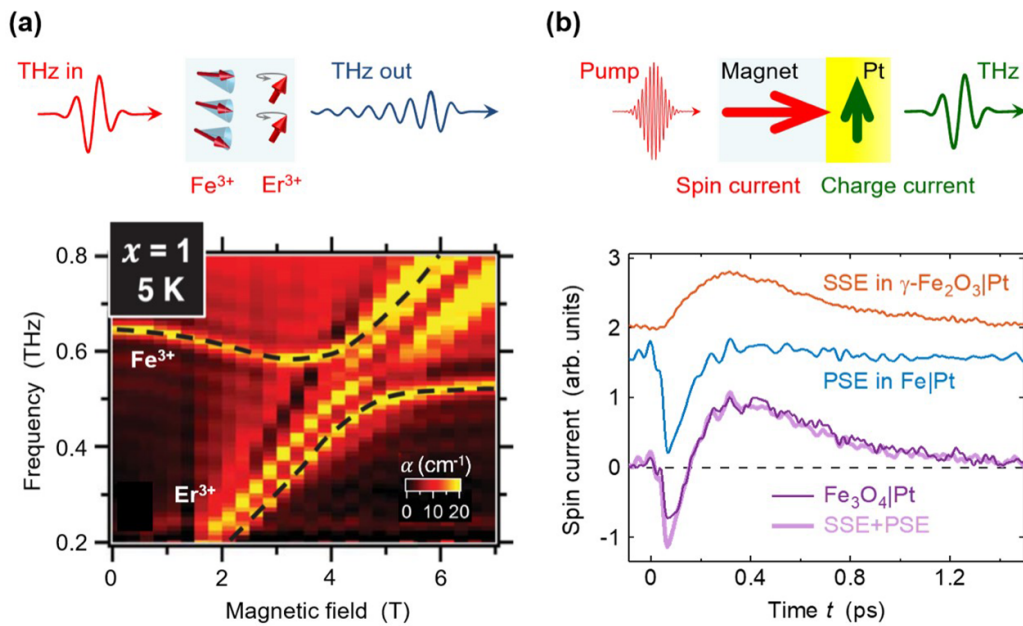 (a)
THz in
THz out
Fe³⁺
Er³⁺
x = 1
5 K
0.8
0.6
0.4
0.2
Frequency (THz)
Fe³⁺
Er³⁺
α (cm⁻¹)
0 10 20
0 2 4 6
Magnetic field (T)
(b)
Pump
Magnet
Pt
THz
Spin current
Charge current
3
2
1
0
-1
Spin current (arb. units)
SSE in γ-Fe₂O₃|Pt
PSE in Fe|Pt
Fe₃O₄|Pt
SSE+PSE
0 0.4 0.8 1.2
Time t (ps)